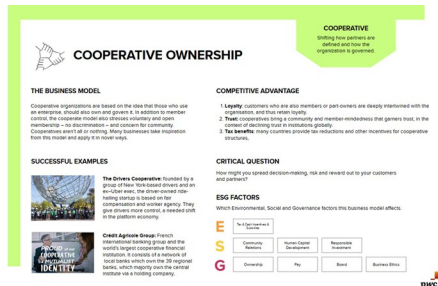 COOPERATIVE
Shifting how partners are
defined and how the
organization is governed.
COOPERATIVE OWNERSHIP
THE BUSINESS MODEL
Cooperative organizations are based on the idea that those who use
an enterprise, should also own and govern it. In addition to member
control, the cooperate model also stresses voluntary and open
membership – no discrimination – and concern for community.
Cooperatives aren't all or nothing. Many businesses take inspiration
from this model and apply it in novel ways.
COMPETITIVE ADVANTAGE
1. Loyalty: customers who are also members or part-owners are deeply intertwined with the
organisation, and thus retain loyalty.
2. Trust: cooperatives bring a community and member-mindedness that garners trust, in the
context of declining trust in institutions globally.
3. Tax benefits: many countries provide tax reductions and other incentives for cooperative
structures.
SUCCESSFUL EXAMPLES
The Drivers Cooperative: founded by a
group of New York-based drivers and an
ex-Uber exec, the driver-owned ride-
hailing startup is based on fair
compensation and worker agency. They
give drivers more control, a needed shift
in the platform economy.
PROUD of our
COOPERATIVE
& MUTUALIST
IDENTITY
Crédit Agricole Group: French
international banking group and the
world's largest cooperative financial
institution. It consists of a network of
local banks which own the 39 regional
banks, which majority own the central
institute via a holding company.
CRITICAL QUESTION
How might you spread decision-making, risk and reward out to your customers
and partners?
ESG FACTORS
Which Environmental, Social and Governance factors this business model affects.
E
Tax & Cash Incentives &
Subsidies
S
Community
Relations
Human Capital
Development
Responsible
Investment
G
Ownership
Pay
Board
Business Ethics
pwc